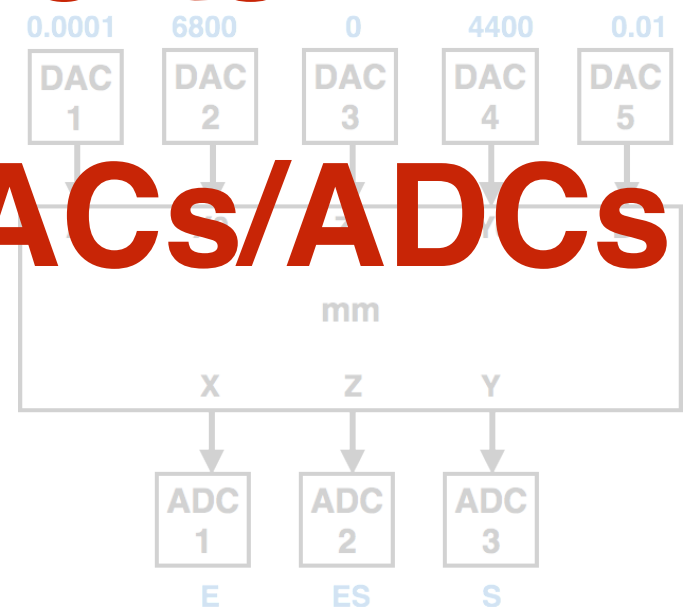 0.0001 6800 0 4400 0.01
DAC DAC DAC DAC DAC
1 2 3 4 5
ACs/ADCs
mm
X Z Y
ADC ADC ADC
1 2 3
E ES S